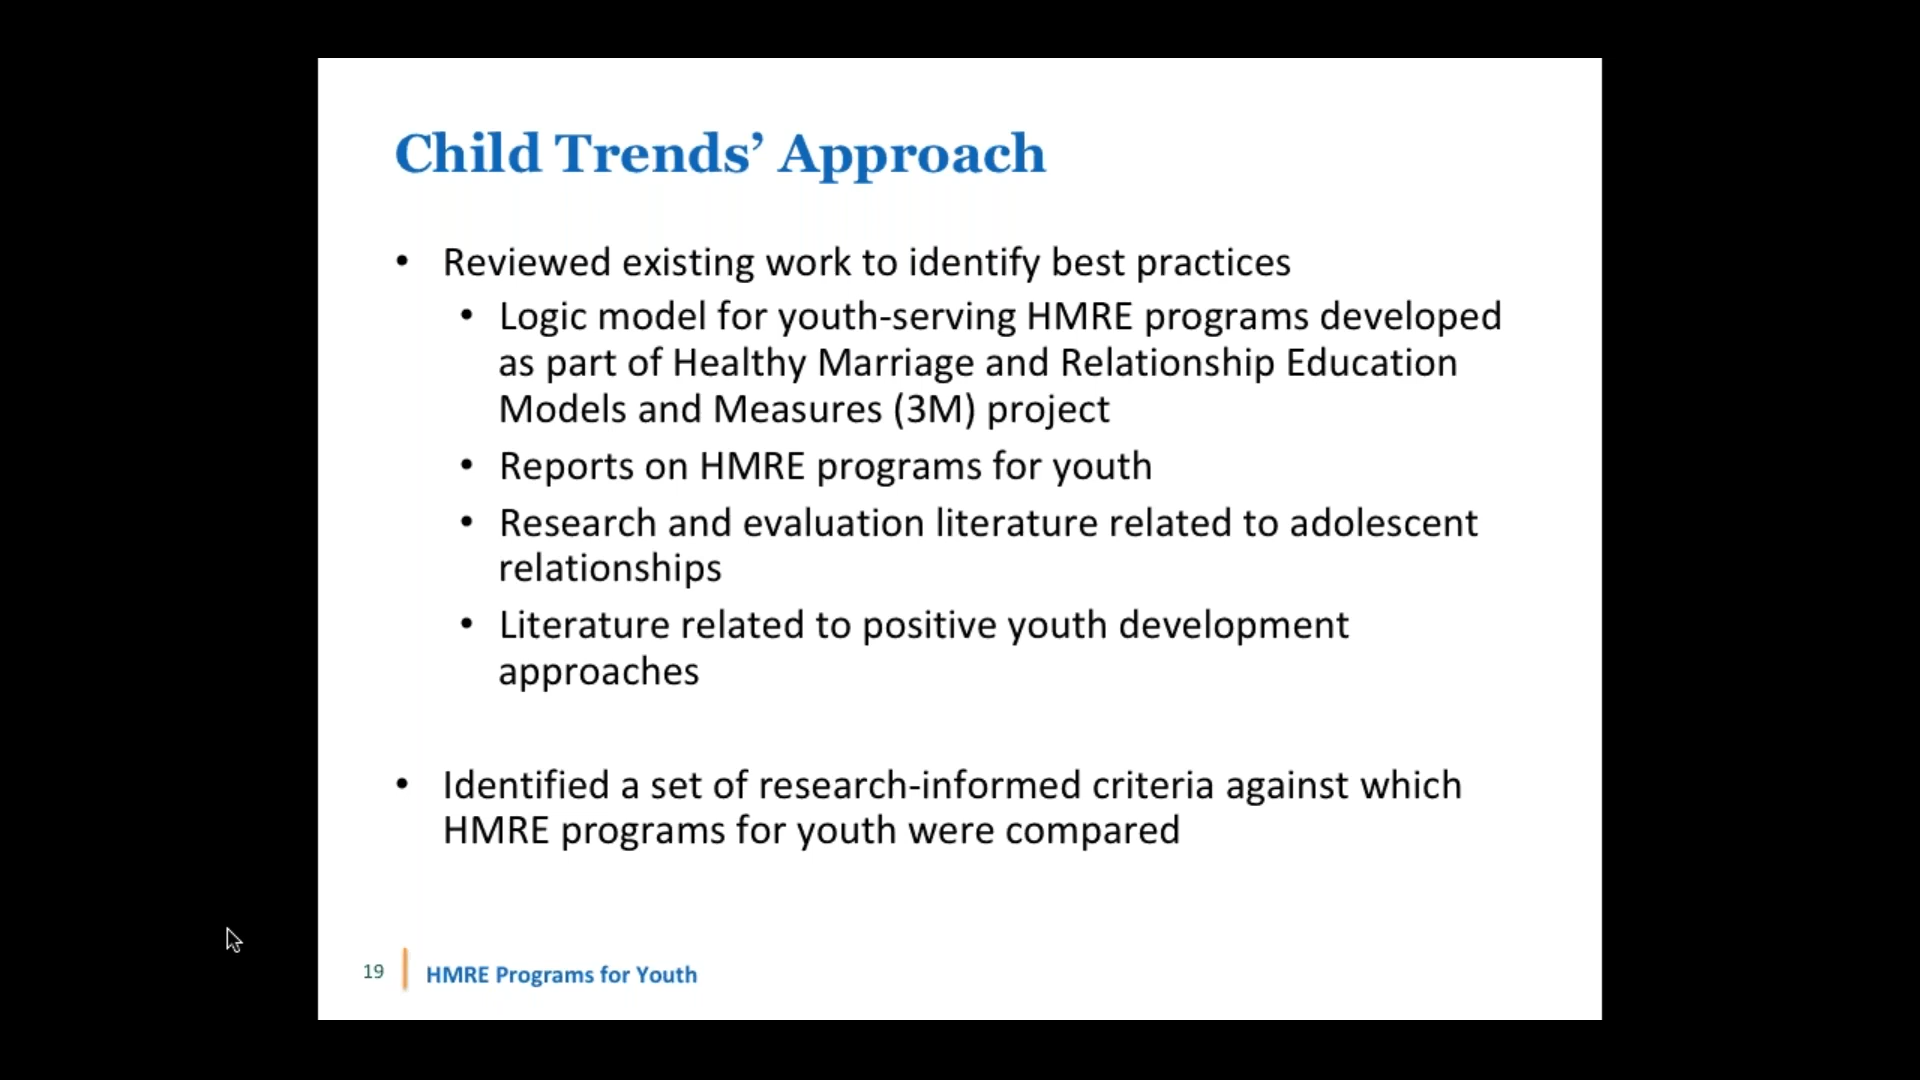 Child Trends’ Approach
• Reviewed existing work to identify best practices
• Logic model for youth-serving HMRE programs developed
as part of Healthy Marriage and Relationship Education
Models and Measures (3M) project
• Reports on HMRE programs for youth
• Research and evaluation literature related to adolescent
relationships
• Literature related to positive youth development
approaches
• Identified a set of research-informed criteria against which
HMRE programs for youth were compared
19 HMRE Programs for Youth